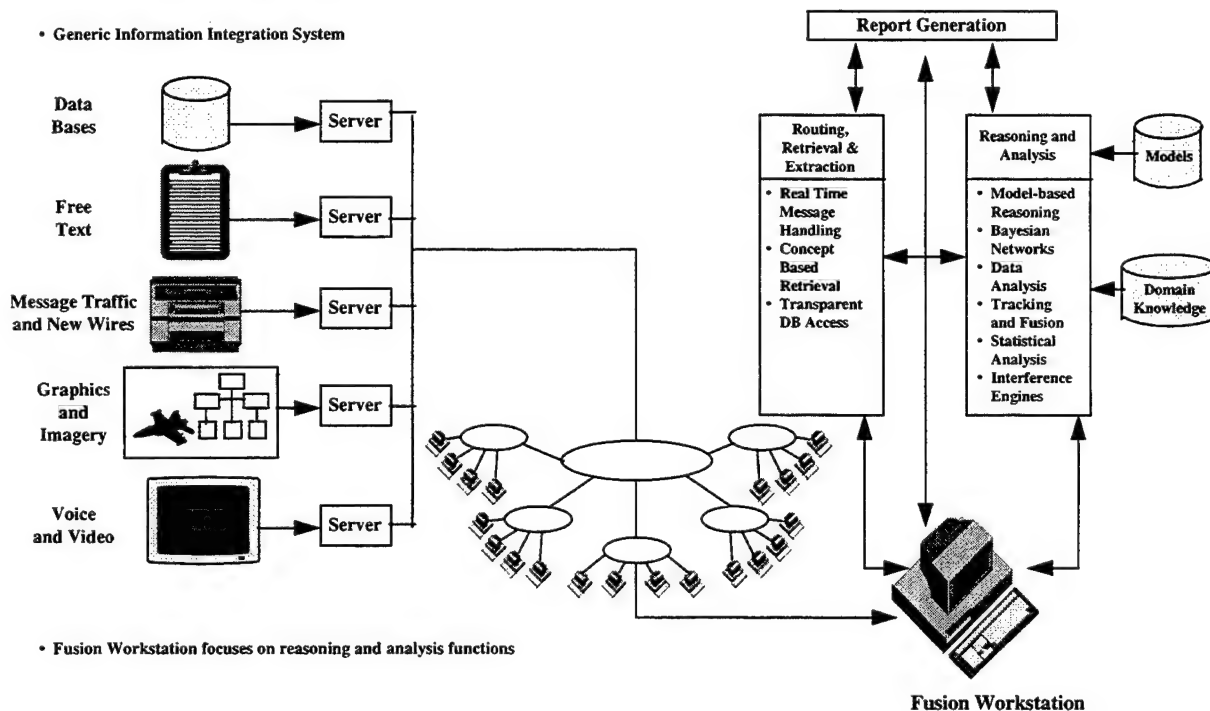 • Generic Information Integration System
Data
Bases
Server
Free
Text
Server
Message Traffic
and New Wires
Server
Graphics
and
Imagery
Server
Voice
and Video
Server
• Fusion Workstation focuses on reasoning and analysis functions
Report Generation
Routing,
Retrieval &
Extraction
• Real Time
Message
Handling
• Concept
Based
Retrieval
• Transparent
DB Access
Reasoning and
Analysis
• Model-based
Reasoning
• Bayesian
Networks
• Data
Analysis
• Tracking
and Fusion
• Statistical
Analysis
• Interference
Engines
Models
Domain
Knowledge
Fusion Workstation